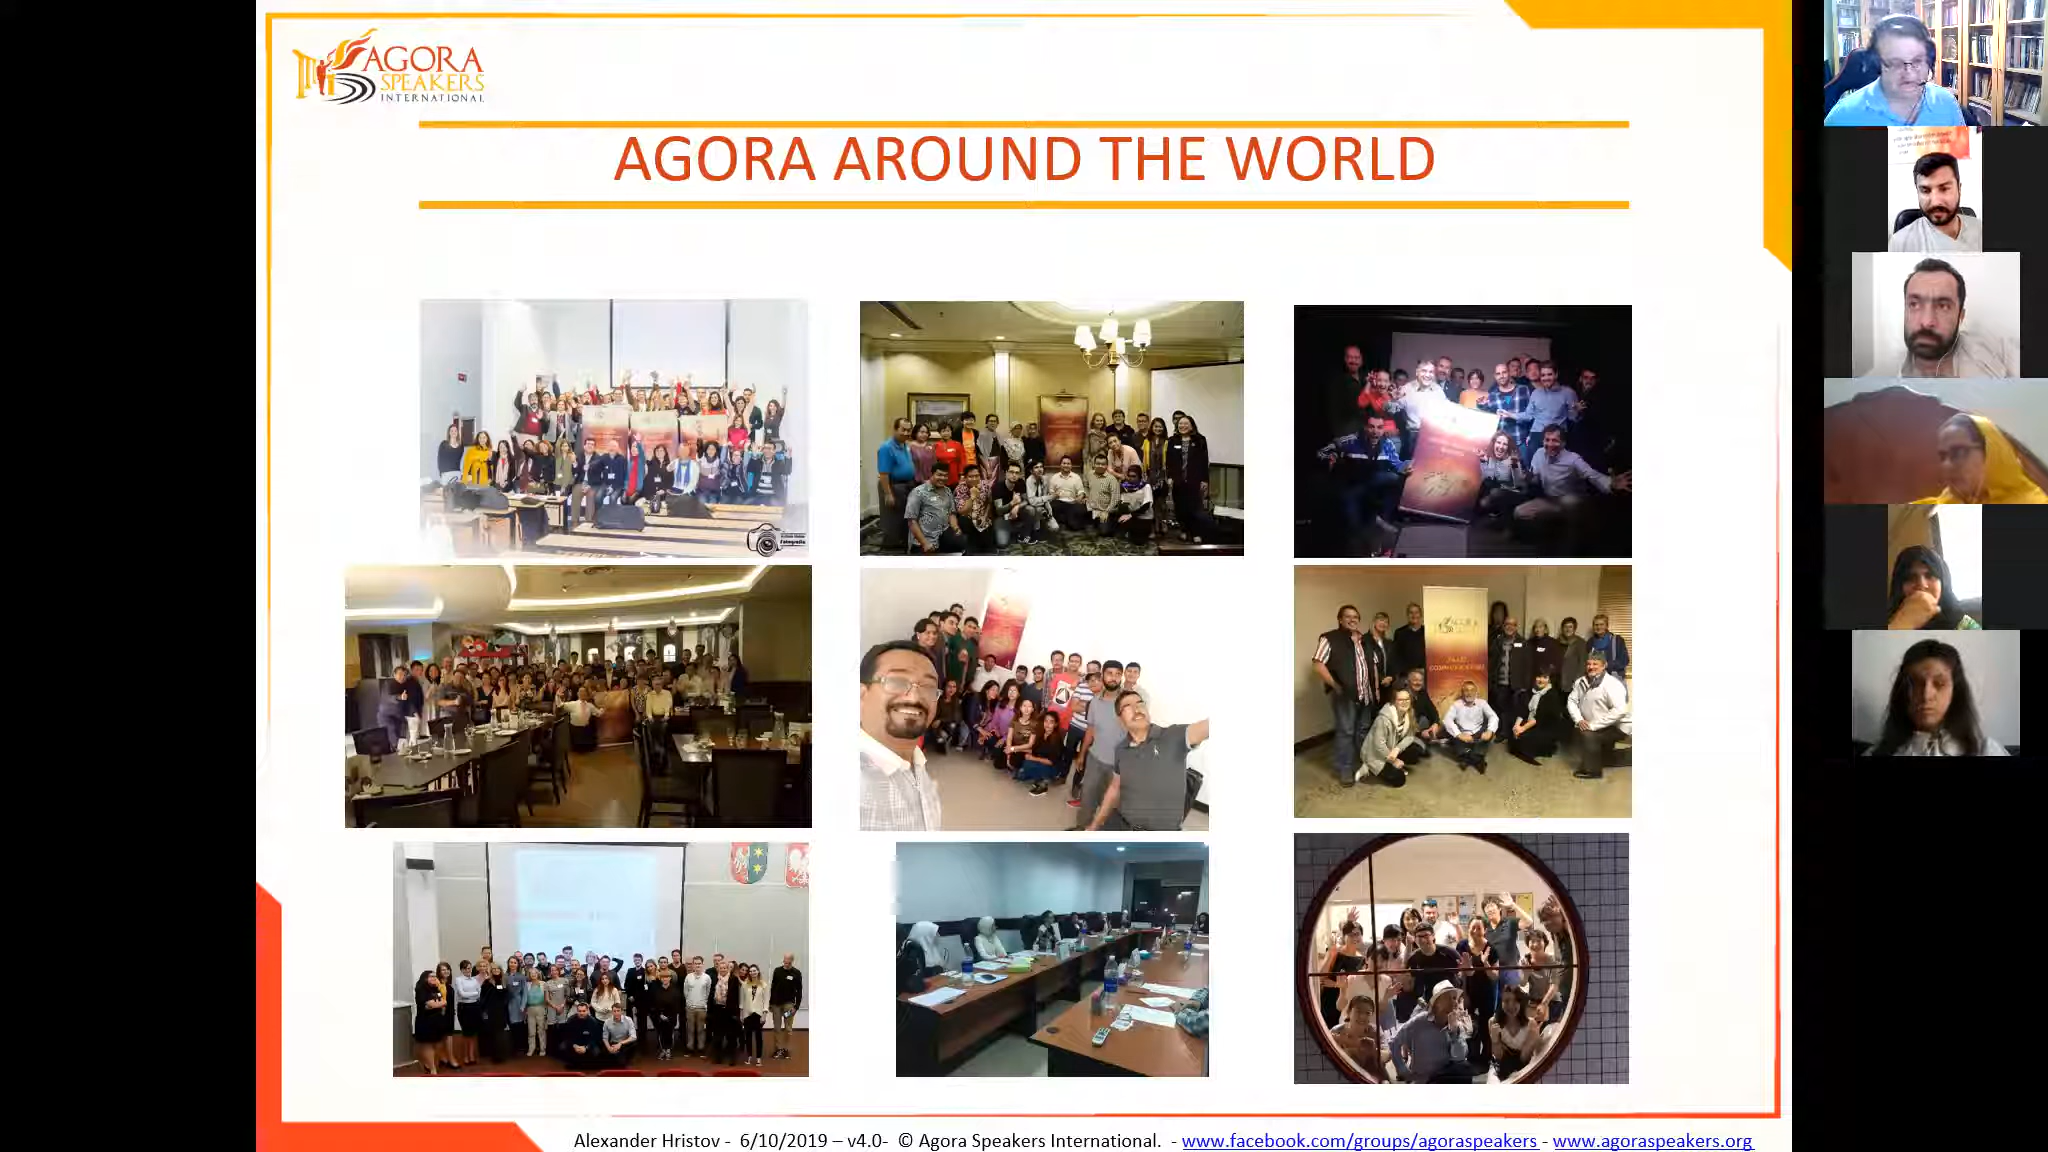 AGORA
SPEAKERS
INTERNATIONAL
AGORA AROUND THE WORLD
AGORA
Alexander Hristov - 6/10/2019 – v4.0- © Agora Speakers International. - www.facebook.com/groups/agoraspeakers - www.agoraspeakers.org